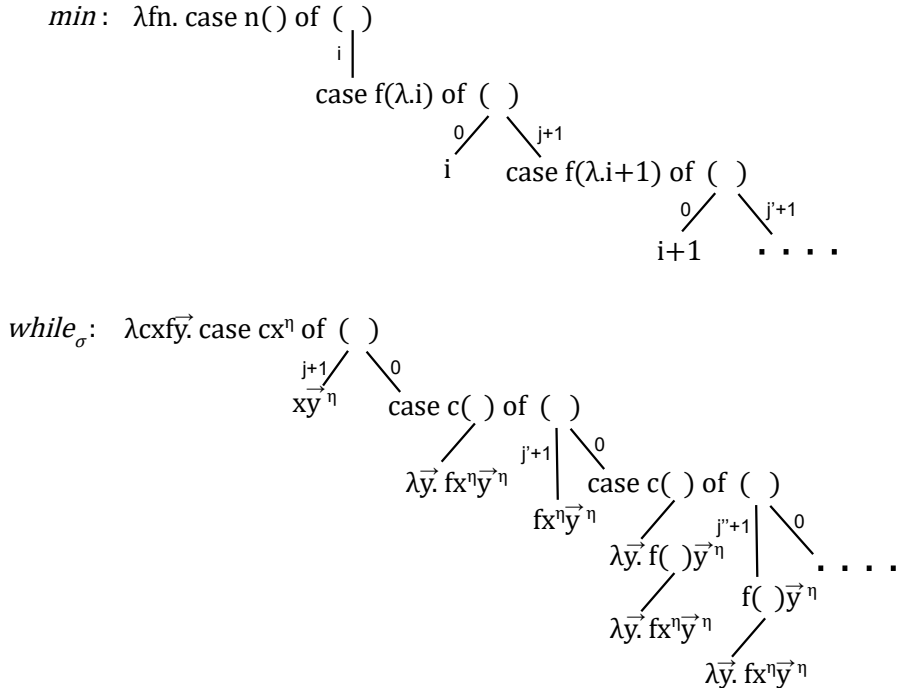 min : λfn. case n( ) of ( )
i
case f(λ.i) of ( )
0 j+1
i case f(λ.i+1) of ( )
0 j'+1
i+1 . . . .
while_σ : λcxfy⃗. case cx^η of ( )
j+1 0
xy⃗^η case c( ) of ( )
j'+1 0
λy⃗. fx^ηy⃗^η fx^ηy⃗^η case c( ) of ( )
j''+1 0
λy⃗. f( )y⃗^η . . . .
f( )y⃗^η
λy⃗. fx^ηy⃗^η
λy⃗. fx^ηy⃗^η